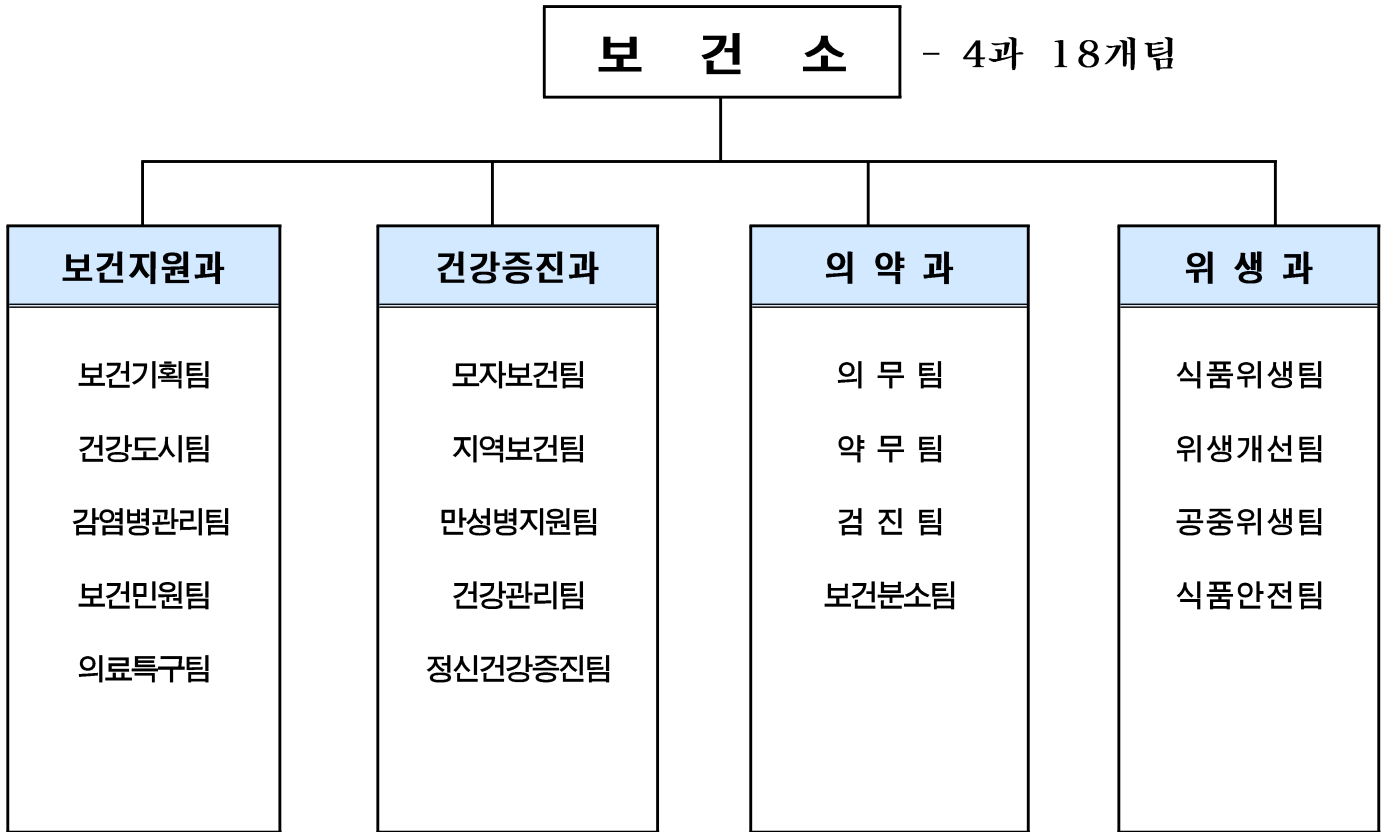 보 건 소 - 4과 18개팀
보건지원과
보건기획팀
건강도시팀
감염병관리팀
보건민원팀
의료특구팀
건강증진과
모자보건팀
지역보건팀
만성병지원팀
건강관리팀
정신건강증진팀
의 약 과
의 무 팀
약 무 팀
검 진 팀
보건분소팀
위 생 과
식품위생팀
위생개선팀
공중위생팀
식품안전팀